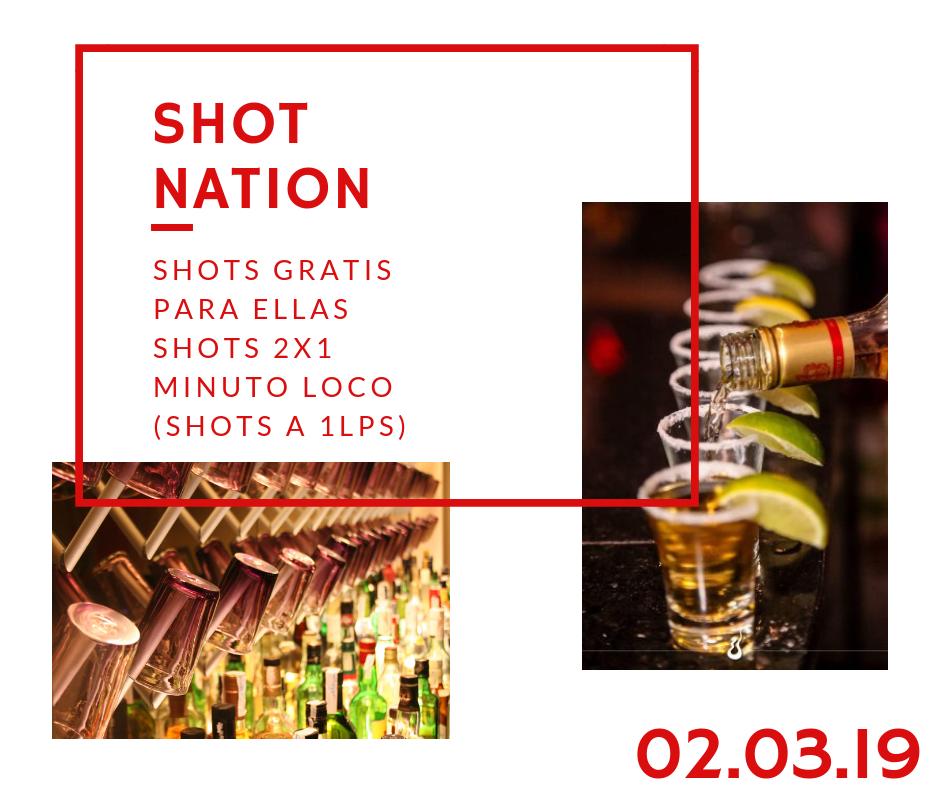 SHOT
NATION
SHOTS GRATIS
PARA ELLAS
SHOTS 2X1
MINUTO LOCO
(SHOTS A 1LPS)
02.03.19